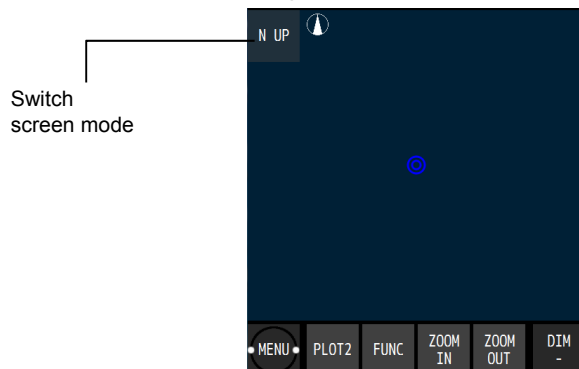 N UP
Switch
screen mode
MENU PLOT2 FUNC ZOOM IN ZOOM OUT DIM -